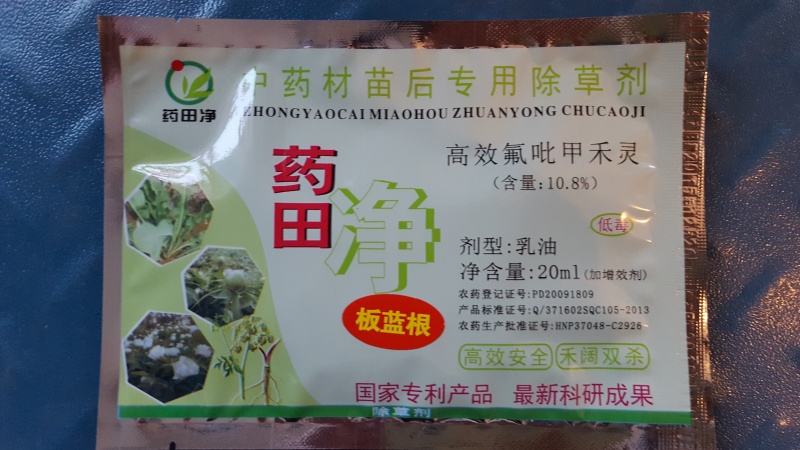 中药材苗后专用除草剂
ZHONGYAOCAI MIAOHOU ZHUANYONG CHUCAOJI
药田净
药田净
高效氟吡甲禾灵
(含量:10.8%)
低毒
剂型:乳油
净含量:20ml(加增效剂)
农药登记证号:PD20091809
产品标准证号:Q/371602SQC105-2013
农药生产批准证号:HNP37048-C2926
板蓝根
高效安全 禾阔双杀
国家专利产品 最新科研成果
除草剂